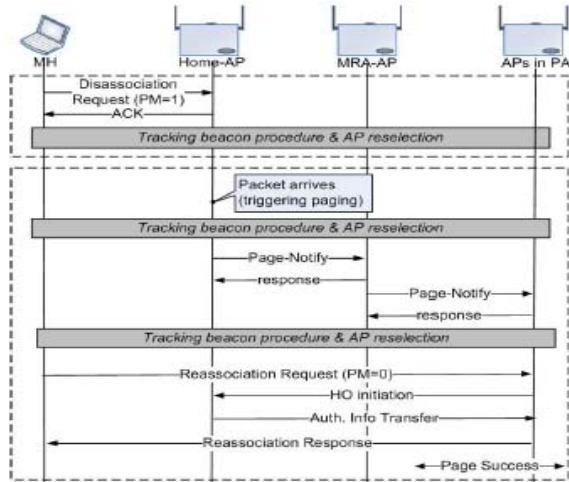 MH
Home-AP
MRA-AP
APs in PA
Disassociation
Request (PM=1)
ACK
Tracking beacon procedure & AP reselection
Packet arrives
(triggering paging)
Tracking beacon procedure & AP reselection
Page-Notify
response
Page-Notify
response
Tracking beacon procedure & AP reselection
Reassociation Request (PM=0)
HO initiation
Auth. Info Transfer
Reassociation Response
Page Success